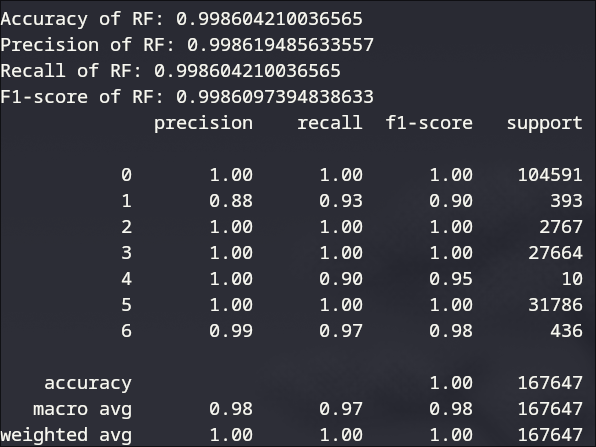 Accuracy of RF: 0.998604210036565
Precision of RF: 0.998619485633557
Recall of RF: 0.998604210036565
F1-score of RF: 0.9986097394838633
precision recall f1-score support
0 1.00 1.00 1.00 104591
1 0.88 0.93 0.90 393
2 1.00 1.00 1.00 2767
3 1.00 1.00 1.00 27664
4 1.00 0.90 0.95 10
5 1.00 1.00 1.00 31786
6 0.99 0.97 0.98 436
accuracy 1.00 167647
macro avg 0.98 0.97 0.98 167647
weighted avg 1.00 1.00 1.00 167647